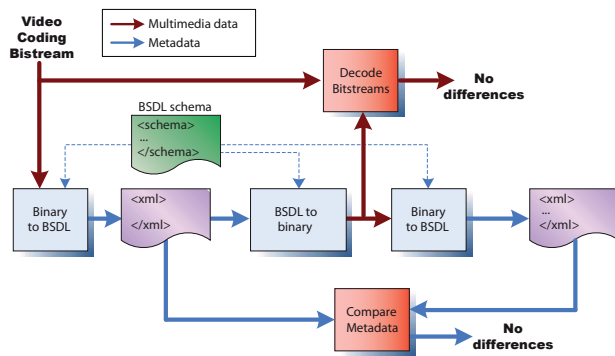 Video
Coding
Bistream
Multimedia data
Metadata
Decode
Bitstreams
No
differences
BSDL schema
<schema>
...
</schema>
Binary
to BSDL
<xml>
</xml>
BSDL to
binary
Binary
to BSDL
<xml>
...
</xml>
Compare
Metadata
No
differences